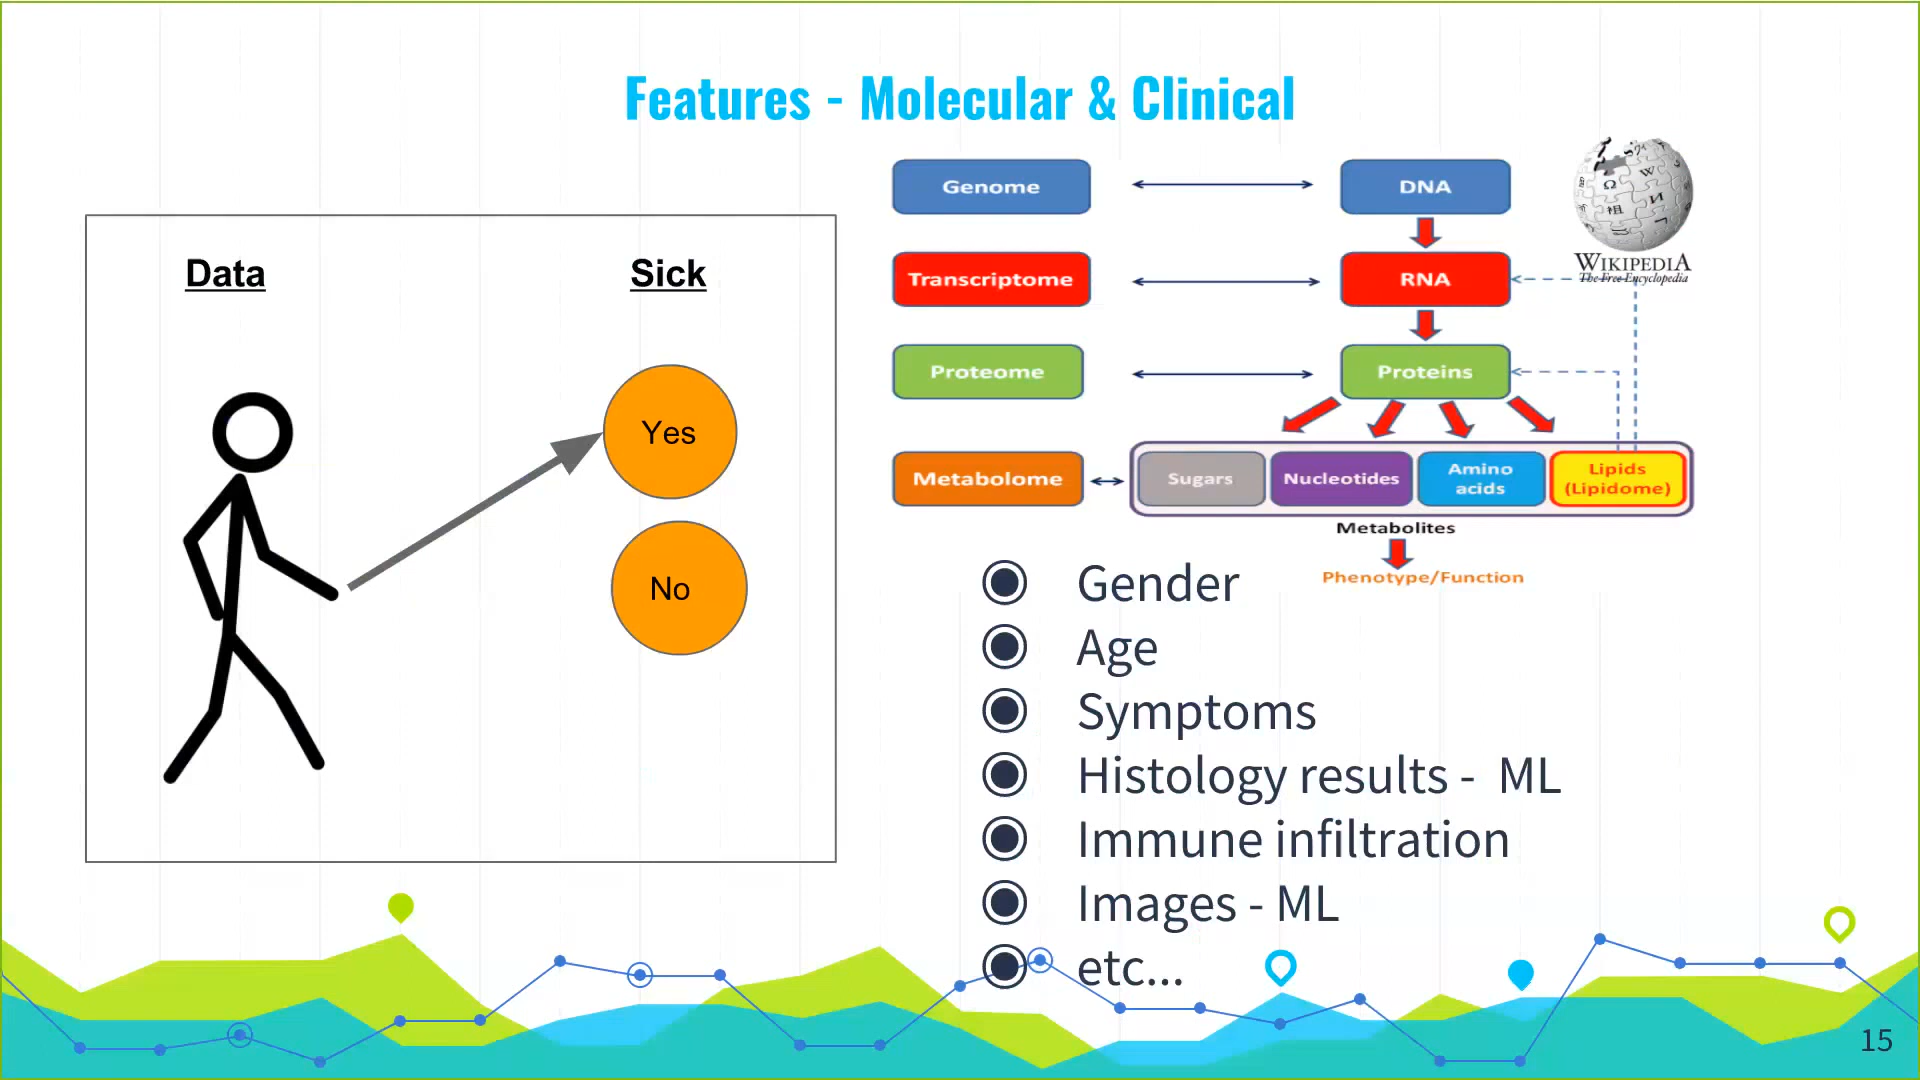 Features - Molecular & Clinical
Data
Sick
Yes
No
Genome
DNA
Transcriptome
RNA
Proteome
Proteins
Metabolome
Sugars
Nucleotides
Amino
acids
Lipids
(Lipidome)
Metabolites
Phenotype/Function
WIKIPEDIA
The Free Encyclopedia
Gender
Age
Symptoms
Histology results - ML
Immune infiltration
Images - ML
etc...
15